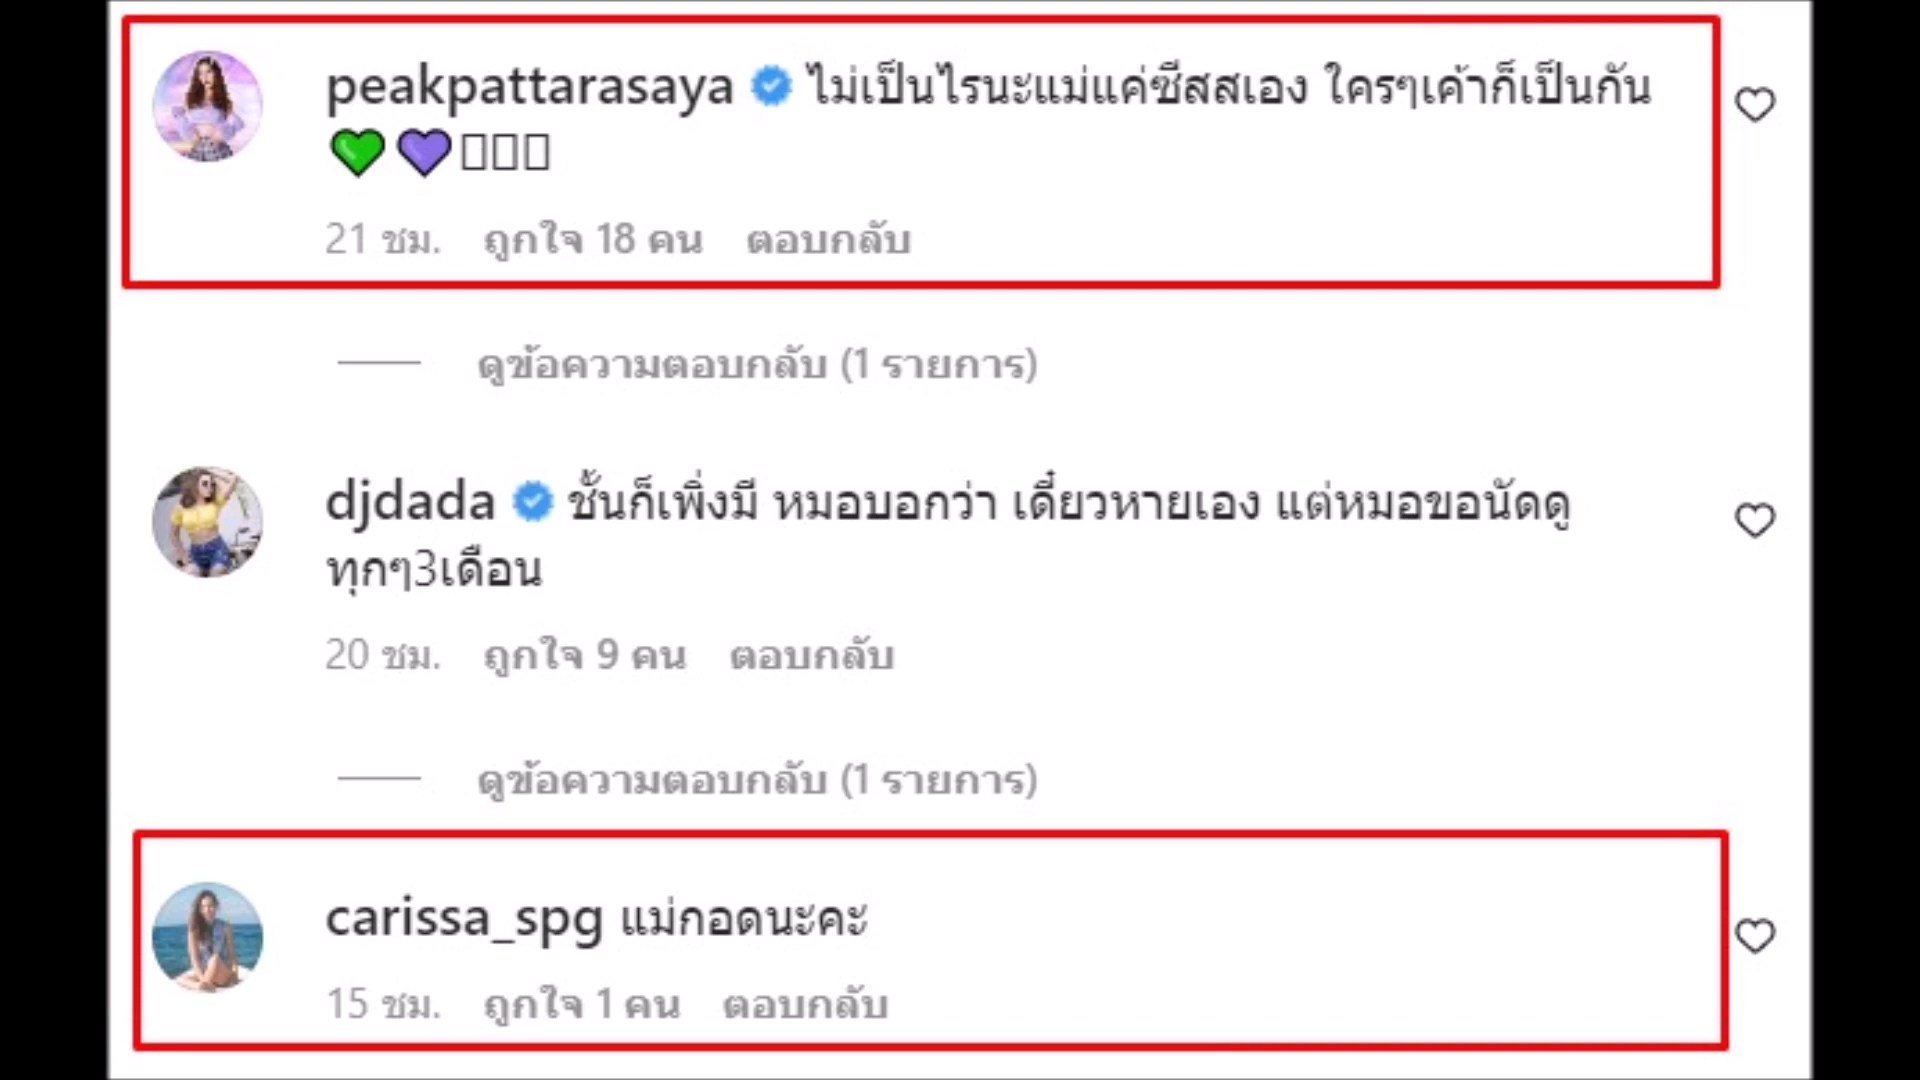 peakpattarasaya ไม่เป็นไรนะแม่แค่ซีสสเอง ใครๆเค้าก็เป็นกัน
💚💜
21 ชม. ถูกใจ 18 คน ตอบกลับ
ดูข้อความตอบกลับ (1 รายการ)
djdada ชั้นก็เพิ่งมี หมอบอกว่า เดี๋ยวหายเอง แต่หมอขอนัดดู
ทุกๆ3เดือน
20 ชม. ถูกใจ 9 คน ตอบกลับ
ดูข้อความตอบกลับ (1 รายการ)
carissa_spg แม่กอดนะคะ
15 ชม. ถูกใจ 1 คน ตอบกลับ